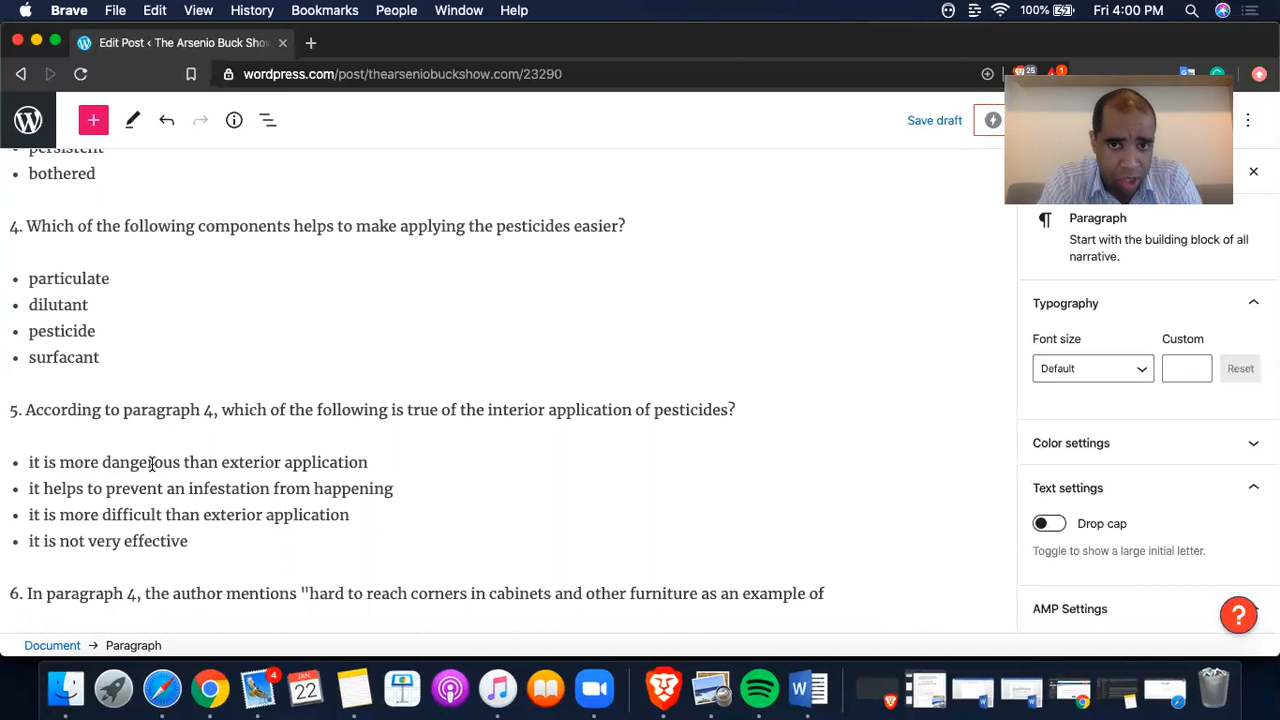 Brave File Edit View History Bookmarks People Window Help 100% Fri 4:00 PM
Edit Post ‹ The Arsenio Buck Show
wordpress.com/post/thearseniobuckshow.com/23290
25 1
Save draft
persistent
• bothered
4. Which of the following components helps to make applying the pesticides easier?
• particulate
• dilutant
• pesticide
• surfacant
5. According to paragraph 4, which of the following is true of the interior application of pesticides?
• it is more dangerous than exterior application
• it helps to prevent an infestation from happening
• it is more difficult than exterior application
• it is not very effective
6. In paragraph 4, the author mentions "hard to reach corners in cabinets and other furniture as an example of
Paragraph
Start with the building block of all
narrative.
Typography
Font size Custom
Default Reset
Color settings
Text settings
Drop cap
Toggle to show a large initial letter.
AMP Settings
?
Document → Paragraph
4
JAN
22
W